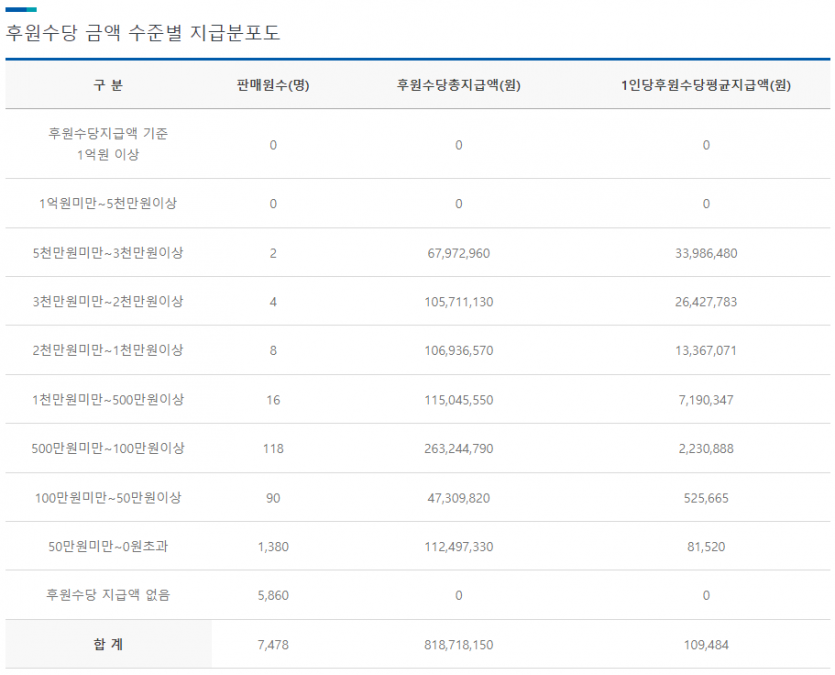 후원수당 금액 수준별 지급분포도
구 분 판매원수(명) 후원수당총지급액(원) 1인당후원수당평균지급액(원)
후원수당지급액 기준
1억원 이상 0 0 0
1억원미만~5천만원이상 0 0 0
5천만원미만~3천만원이상 2 67,972,960 33,986,480
3천만원미만~2천만원이상 4 105,711,130 26,427,783
2천만원미만~1천만원이상 8 106,936,570 13,367,071
1천만원미만~500만원이상 16 115,045,550 7,190,347
500만원미만~100만원이상 118 263,244,790 2,230,888
100만원미만~50만원이상 90 47,309,820 525,665
50만원미만~0원초과 1,380 112,497,330 81,520
후원수당 지급액 없음 5,860 0 0
합 계 7,478 818,718,150 109,484